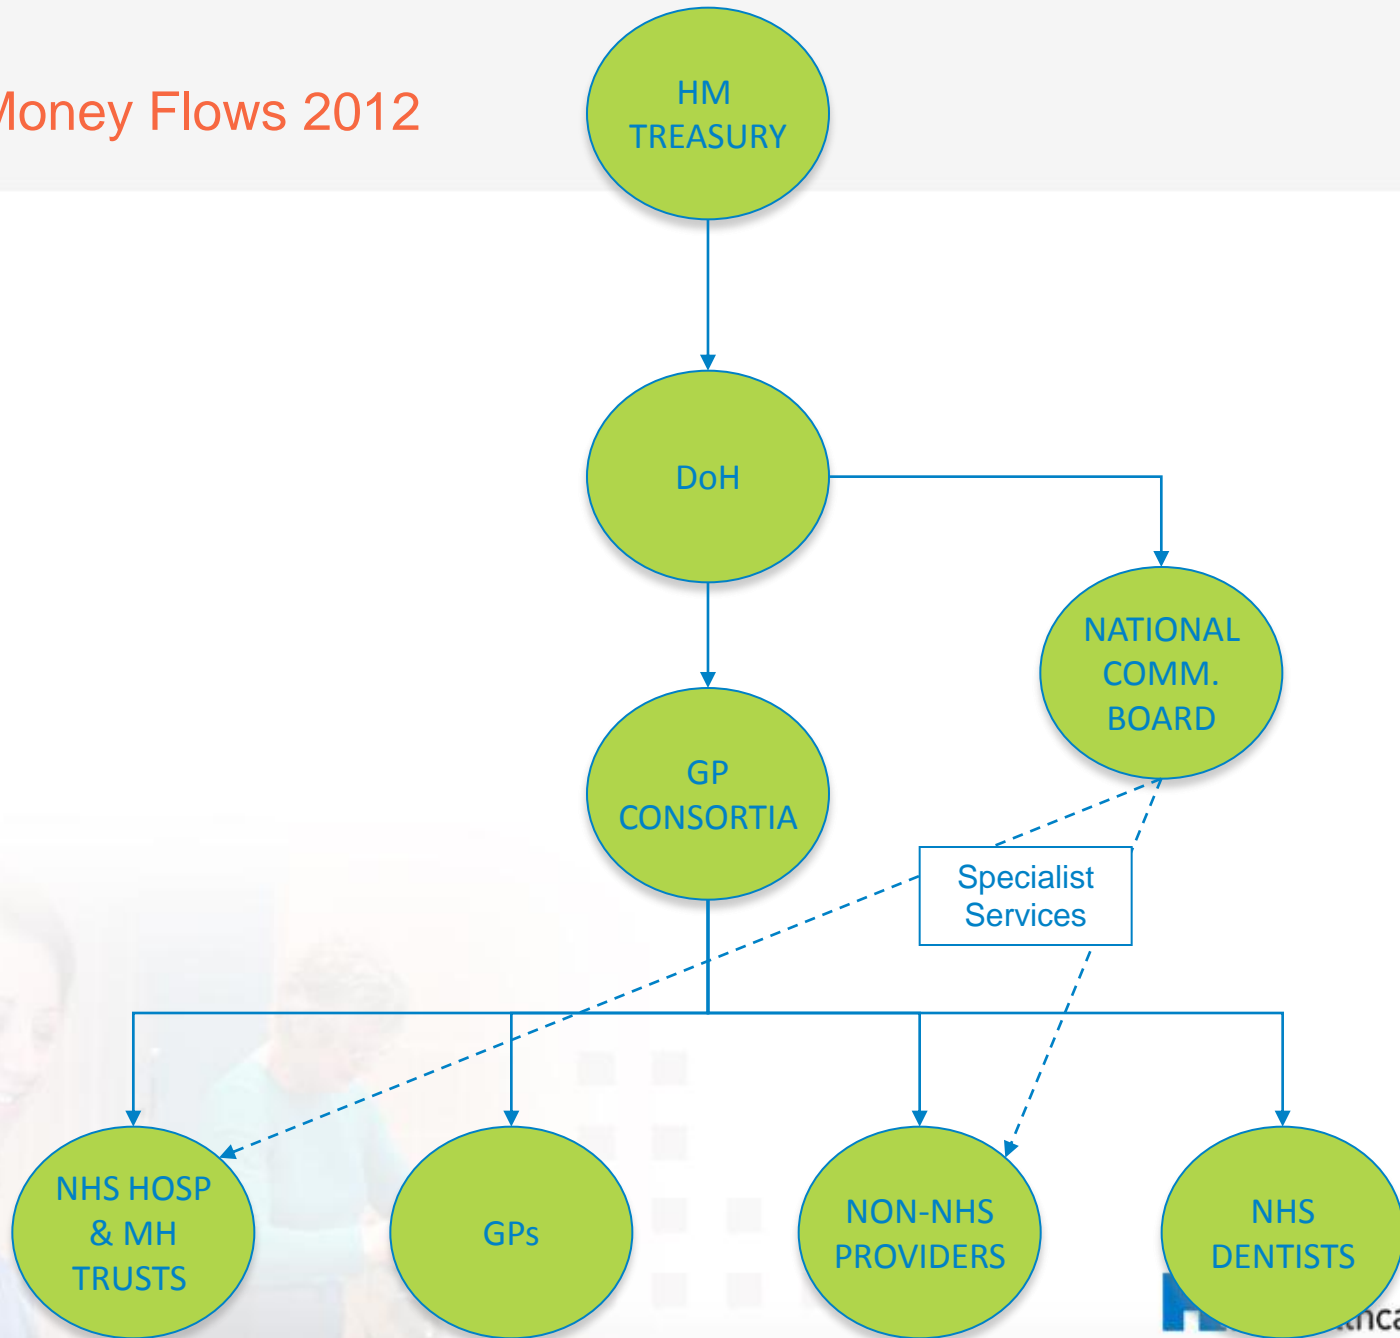 Money Flows 2012
HM
TREASURY
DoH
NATIONAL
COMM.
BOARD
GP
CONSORTIA
Specialist
Services
NHS HOSP
& MH
TRUSTS
GPs
NON-NHS
PROVIDERS
NHS
DENTISTS